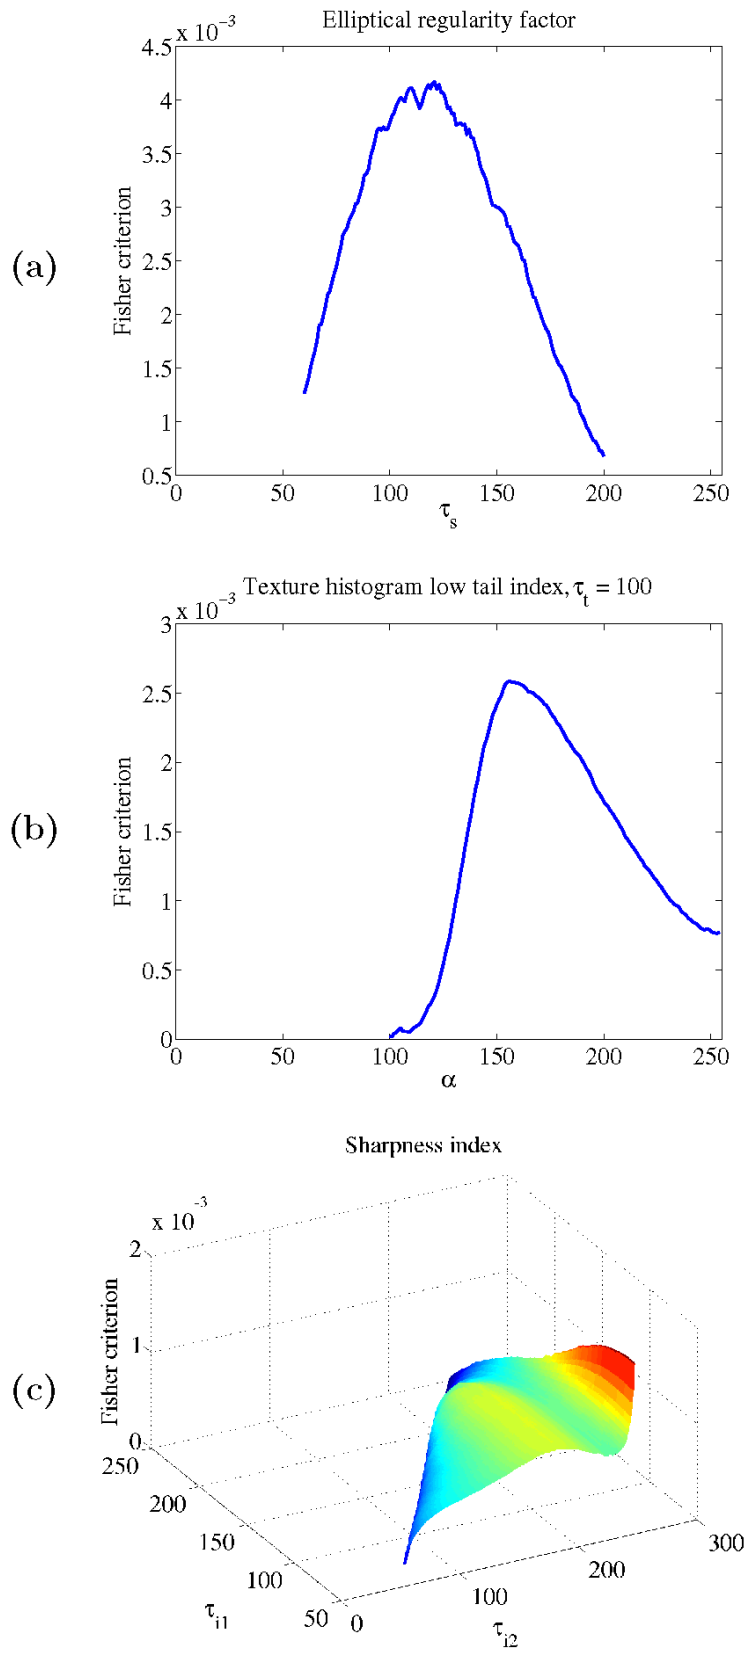 Elliptical regularity factor
x 10⁻³
4.5
4
3.5
3
2.5
2
1.5
1
0.5
Fisher criterion
(a)
0 50 100 150 200 250
τs
Texture histogram low tail index, τt = 100
x 10⁻³
3
2.5
2
1.5
1
0.5
0
Fisher criterion
(b)
0 50 100 150 200 250
α
Sharpness index
x 10⁻³
2
1
0
Fisher criterion
(c)
250
200
150
100
50
τi1
0
100
200
300
τi2